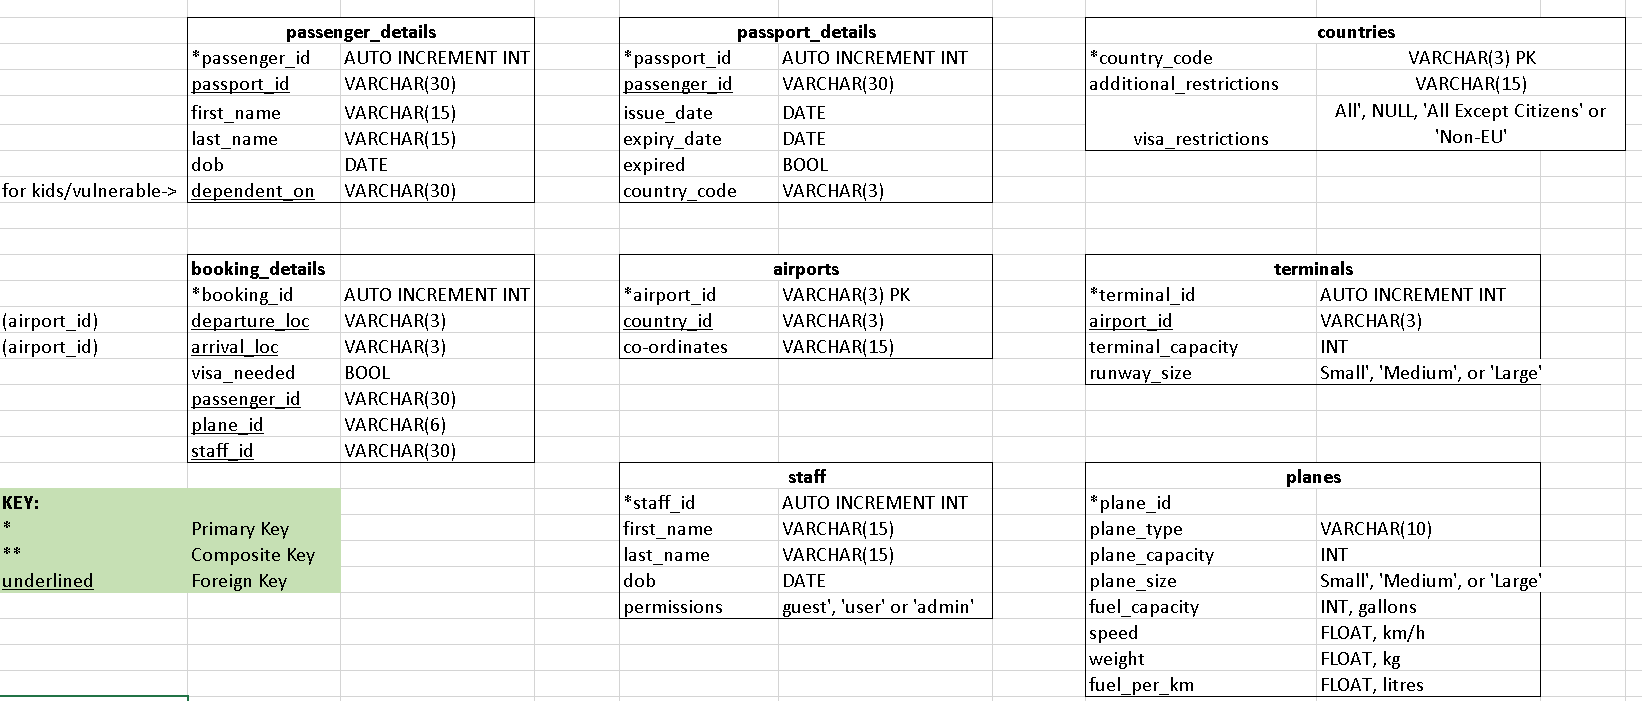 passenger_details
*passenger_id AUTO INCREMENT INT
passport_id VARCHAR(30)
first_name VARCHAR(15)
last_name VARCHAR(15)
dob DATE
for kids/vulnerable-> dependent_on VARCHAR(30)
passport_details
*passport_id AUTO INCREMENT INT
passenger_id VARCHAR(30)
issue_date DATE
expiry_date DATE
expired BOOL
country_code VARCHAR(3)
countries
*country_code VARCHAR(3) PK
additional_restrictions VARCHAR(15)
All', NULL, 'All Except Citizens' or
visa_restrictions 'Non-EU'
booking_details
*booking_id AUTO INCREMENT INT
(airport_id) departure_loc VARCHAR(3)
(airport_id) arrival_loc VARCHAR(3)
visa_needed BOOL
passenger_id VARCHAR(30)
plane_id VARCHAR(6)
staff_id VARCHAR(30)
airports
*airport_id VARCHAR(3) PK
country_id VARCHAR(3)
co-ordinates VARCHAR(15)
terminals
*terminal_id AUTO INCREMENT INT
airport_id VARCHAR(3)
terminal_capacity INT
runway_size Small', 'Medium', or 'Large'
KEY:
* Primary Key
** Composite Key
underlined Foreign Key
staff
*staff_id AUTO INCREMENT INT
first_name VARCHAR(15)
last_name VARCHAR(15)
dob DATE
permissions guest', 'user' or 'admin'
planes
*plane_id
plane_type VARCHAR(10)
plane_capacity INT
plane_size Small', 'Medium', or 'Large'
fuel_capacity INT, gallons
speed FLOAT, km/h
weight FLOAT, kg
fuel_per_km FLOAT, litres